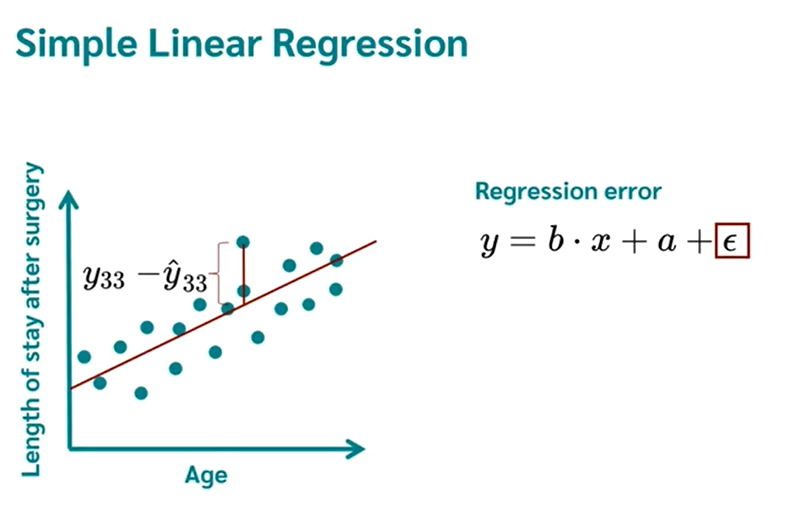 Simple Linear Regression
Length of stay after surgery
y₃₃ − ŷ₃₃
Age
Regression error
y = b · x + a + ϵ